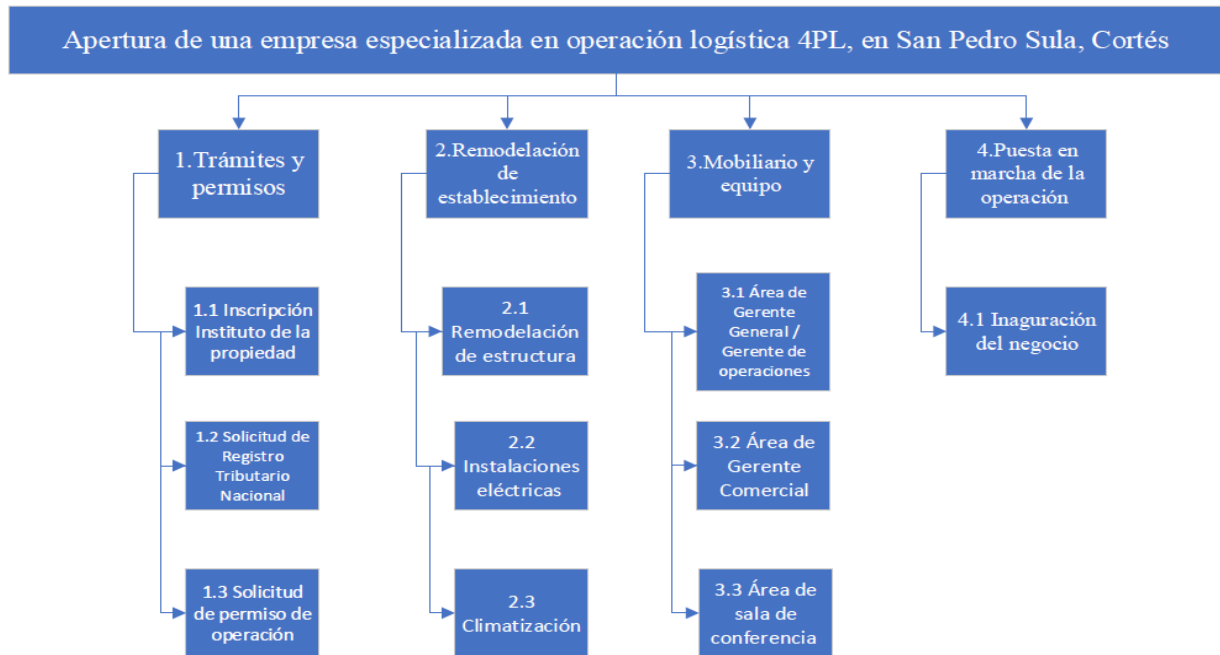 Apertura de una empresa especializada en operación logística 4PL, en San Pedro Sula, Cortés
1.Trámites y
permisos
2.Remodelación
de
establecimiento
3.Mobiliario y
equipo
4.Puesta en
marcha de la
operación
1.1 Inscripción
Instituto de la
propiedad
2.1
Remodelación
de estructura
3.1 Área de
Gerente
General /
Gerente de
operaciones
4.1 Inaguración
del negocio
1.2 Solicitud de
Registro
Tributario
Nacional
2.2
Instalaciones
eléctricas
3.2 Área de
Gerente
Comercial
1.3 Solicitud
de permiso de
operación
2.3
Climatización
3.3 Área de
sala de
conferencia